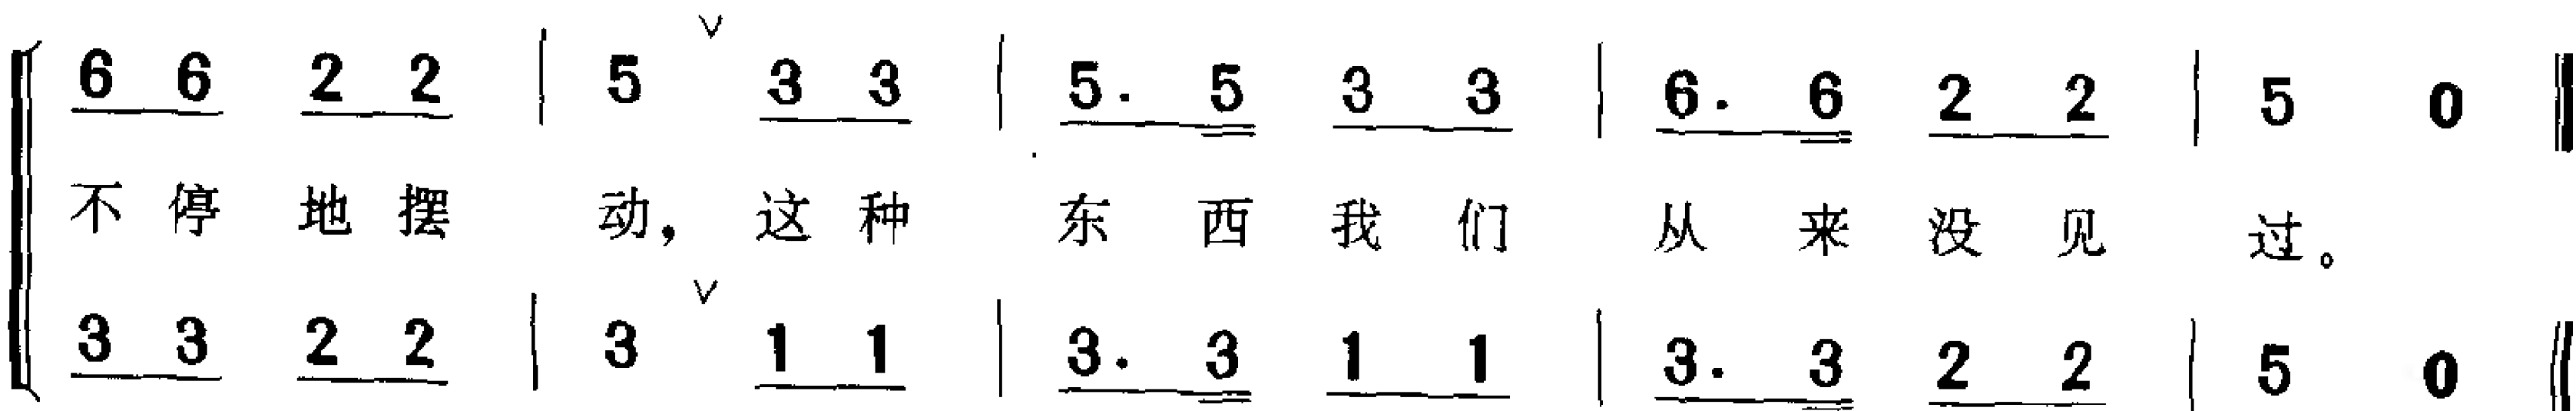 6 6 2 2 | 5 ∨ 3 3 | 5. 5 3 3 | 6. 6 2 2 | 5 0 ‖
不停地摆动，这种东西我们从来没见过。
3 3 2 2 | 3 ∨ 1 1 | 3. 3 1 1 | 3. 3 2 2 | 5 0 ‖